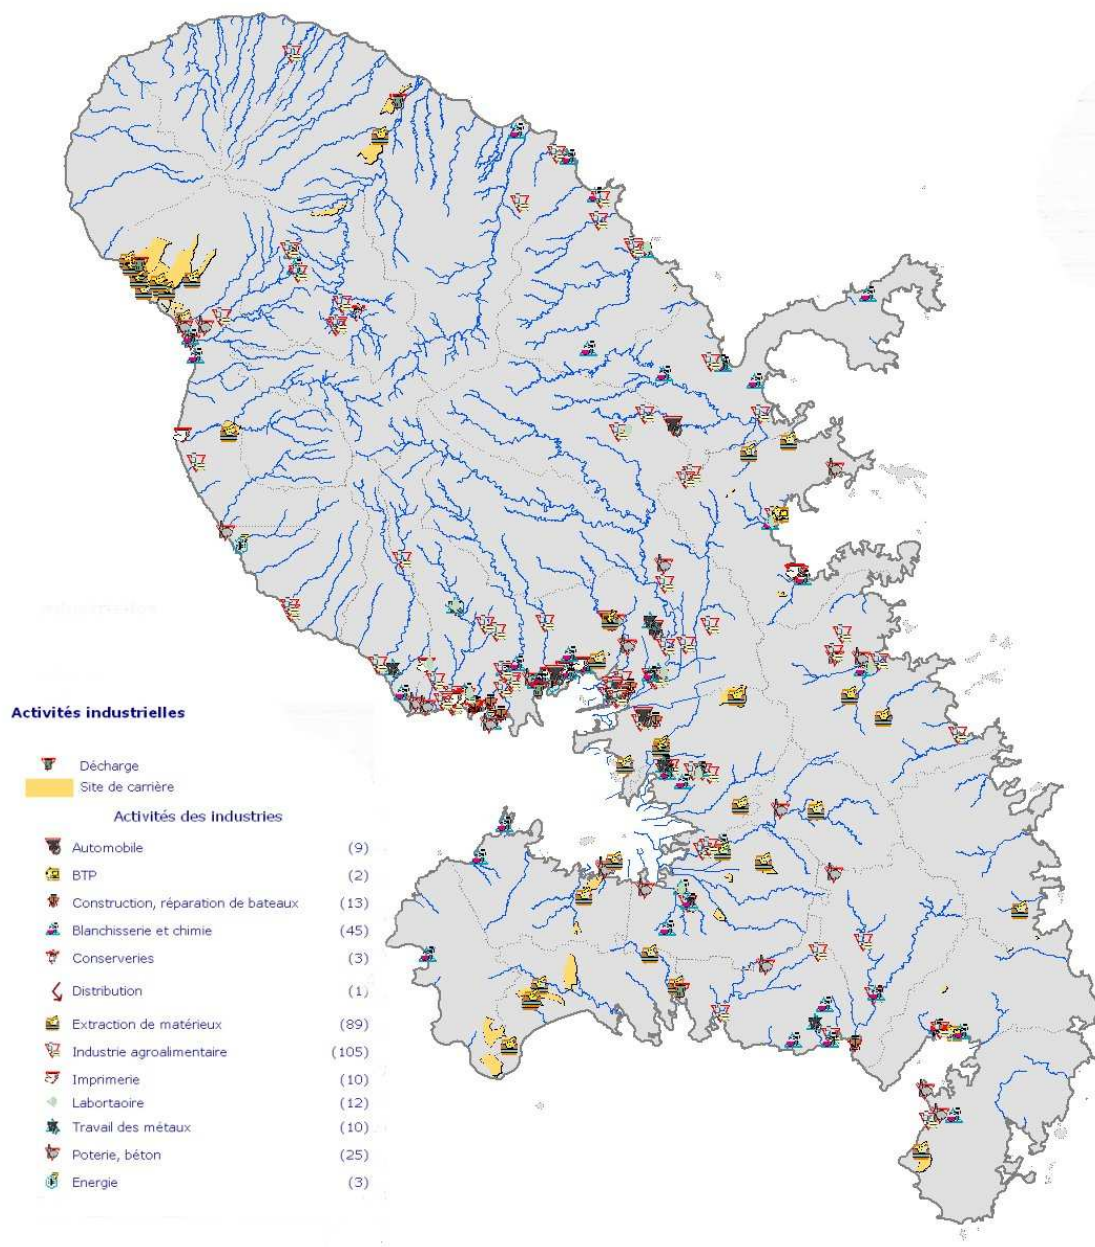 Activités industrielles
Décharge
Site de carrière
Activités des industries
Automobile (9)
BTP (2)
Construction, réparation de bateaux (13)
Blanchisserie et chimie (45)
Conserveries (3)
Distribution (1)
Extraction de matérieux (89)
Industrie agroalimentaire (105)
Imprimerie (10)
Labortaoire (12)
Travail des métaux (10)
Poterie, béton (25)
Energie (3)